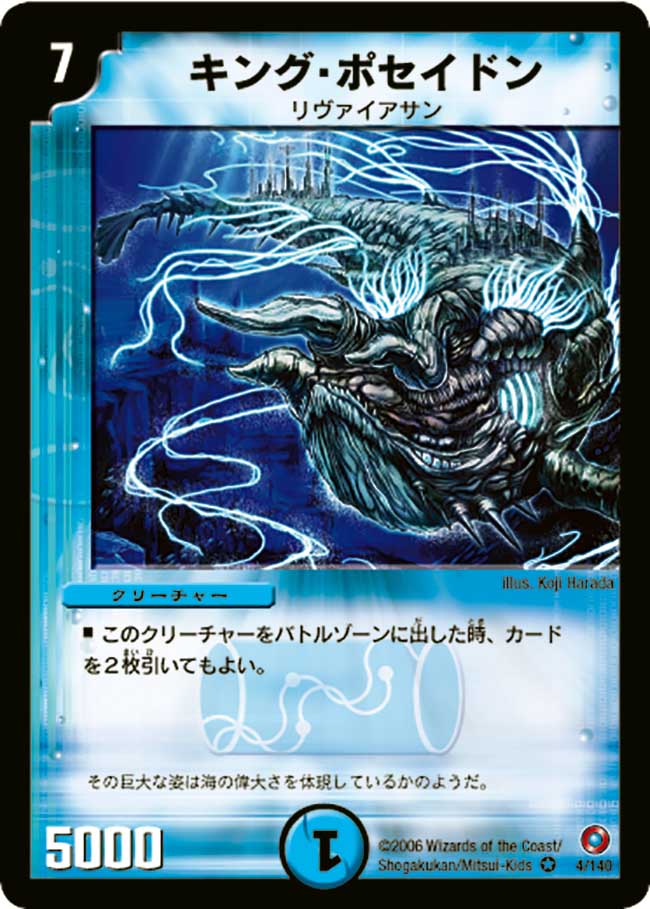 7
キング・ポセイドン
リヴァイアサン
illus. Koji Harada
クリーチャー
■ このクリーチャーをバトルゾーンに出した時、カード
を2枚引いてもよい。
その巨大な姿は海の偉大さを体現しているかのようだ。
5000
1
©2006 Wizards of the Coast/
Shogakukan/Mitsui-Kids ✪ 4/140